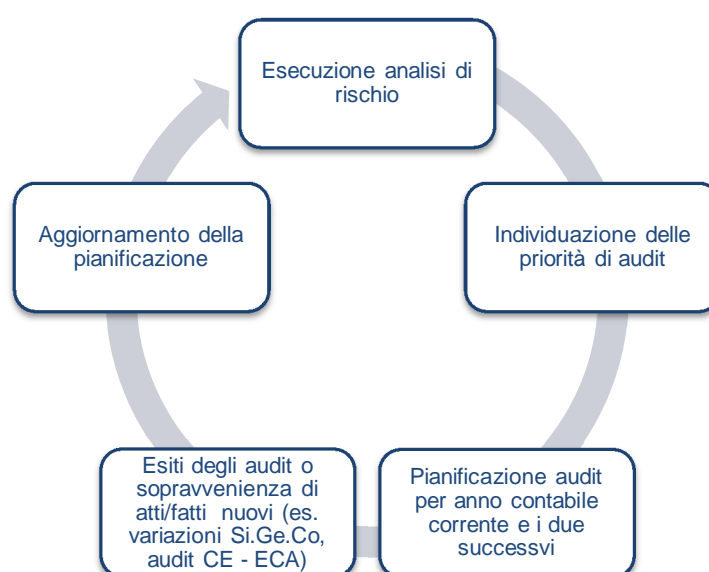 Esecuzione analisi di
rischio
Individuazione delle
priorità di audit
Pianificazione audit
per anno contabile
corrente e i due
successvi
Esiti degli audit o
sopravvenienza di
atti/fatti nuovi (es.
variazioni Si.Ge.Co,
audit CE - ECA)
Aggiornamento della
pianificazione